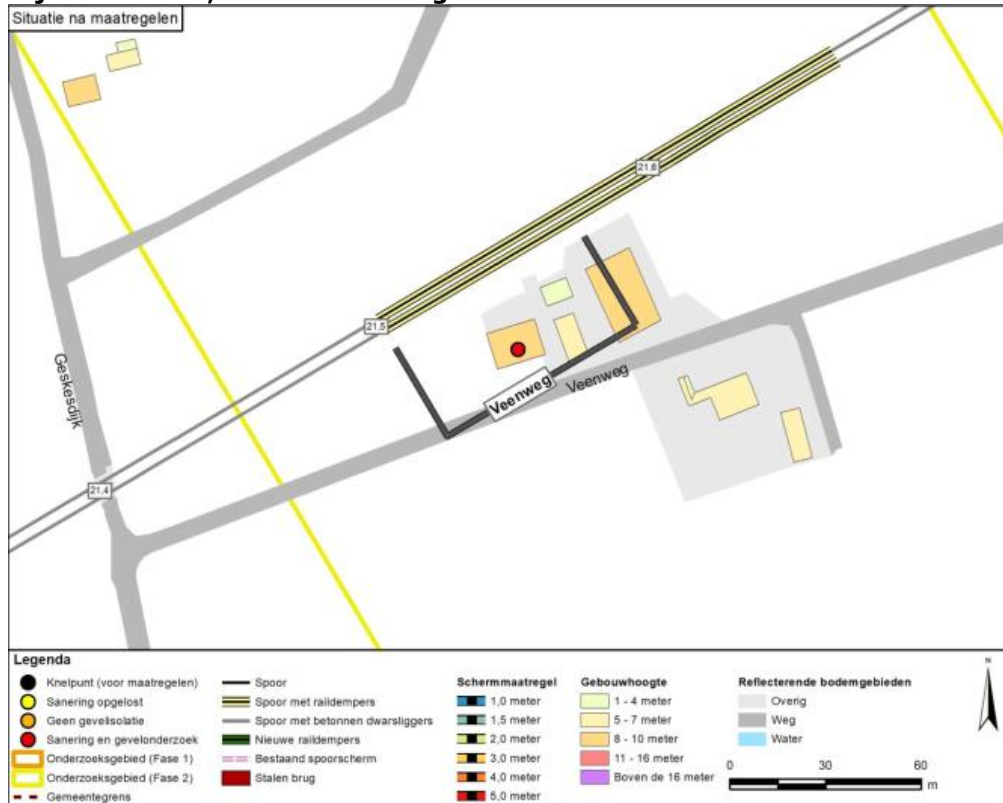 Situatie na maatregelen
21.6
21.5
Geskesdijk
Veenweg
Veenweg
21.4
Legenda
Knelpunt (voor maatregelen)
Sanering opgelost
Geen gevelisolatie
Sanering en gevelonderzoek
Onderzoeksgebied (Fase 1)
Onderzoeksgebied (Fase 2)
Gemeentegrens
Spoor
Spoor met raildempers
Spoor met betonnen dwarsliggers
Nieuwe raildempers
Bestaand spoorscherm
Stalen brug
Schermmaatregel
1,0 meter
1,5 meter
2,0 meter
3,0 meter
4,0 meter
5,0 meter
Gebouwhoogte
1 - 4 meter
5 - 7 meter
8 - 10 meter
11 - 16 meter
Boven de 16 meter
Reflecterende bodemgebieden
Overig
Weg
Water
N
0 30 60
m